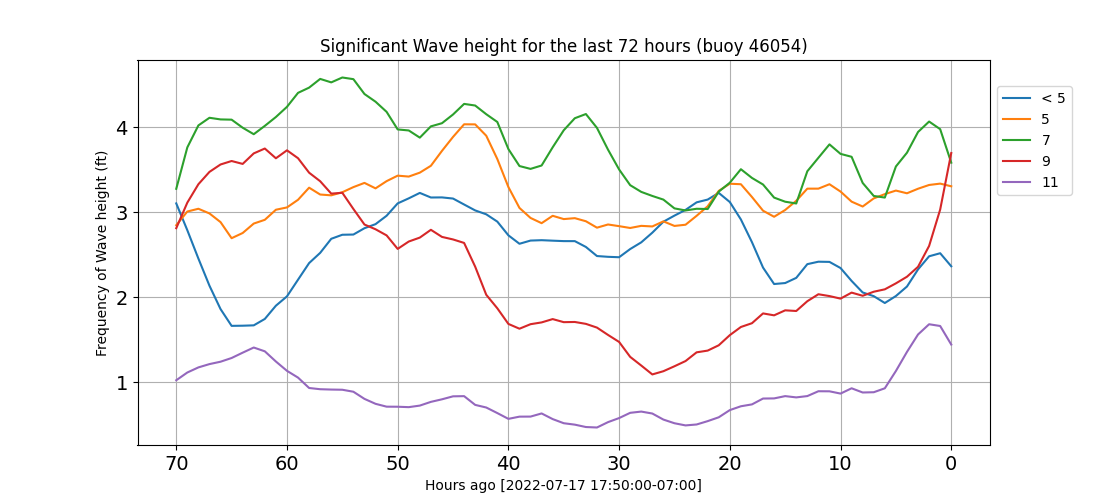 Significant Wave height for the last 72 hours (buoy 46054)
Frequency of Wave height (ft)
4
3
2
1
70 60 50 40 30 20 10 0
Hours ago [2022-07-17 17:50:00-07:00]
< 5
5
7
9
11